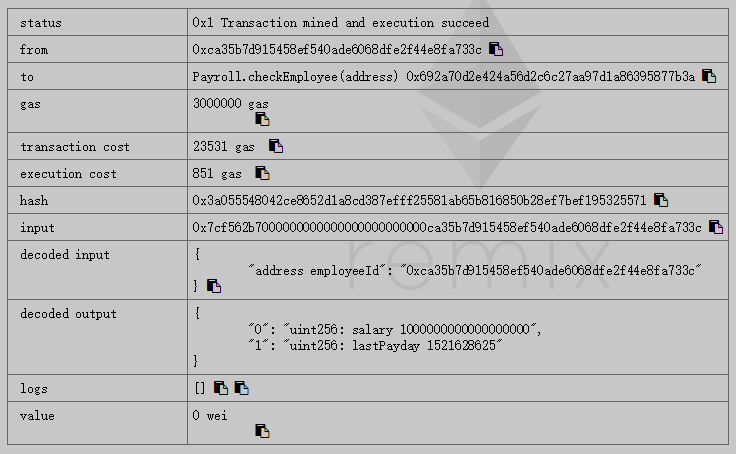 status 0x1 Transaction mined and execution succeed
from 0xca35b7d915458ef540ade6068dfe2f44e8fa733c
to Payroll.checkEmployee(address) 0x692a70d2e424a56d2c6c27aa97d1a86395877b3a
gas 3000000 gas
transaction cost 23531 gas
execution cost 851 gas
hash 0x3a055548042ce8652d1a8cd387efff25581ab65b816850b28ef7bef195325571
input 0x7cf562b7000000000000000000000000ca35b7d915458ef540ade6068dfe2f44e8fa733c
decoded input {
"address employeeId": "0xca35b7d915458ef540ade6068dfe2f44e8fa733c"
}
decoded output {
"0": "uint256: salary 1000000000000000000",
"1": "uint256: lastPayday 1521628625"
}
logs []
value 0 wei
remix